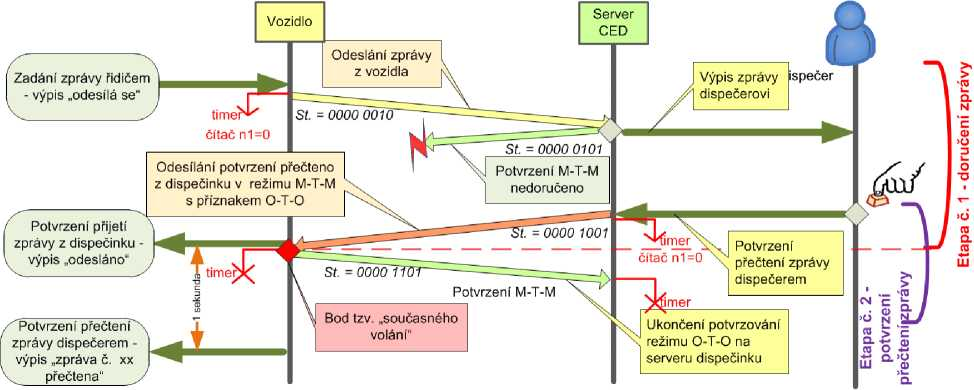 Vozidlo
Server
CED
Zadání zprávy řidičem
- výpis „odesílá se“
Odeslání zprávy
z vozidla
Výpis zprávy
dispečerovi
ispečer
timer
čítač n1=0
St. = 0000 0010
St. = 0000 0101
Potvrzení M-T-M
nedoručeno
Odesílání potvrzení přečteno
z dispečinku v režimu M-T-M
s příznakem O-T-O
Etapa č. 1 - doručení zprávy
Potvrzení přijetí
zprávy z dispečinku -
výpis „odesláno“
St. = 0000 1001
timer
čítač n1=0
Potvrzení
přečtení zprávy
dispečerem
timer
St. = 0000 1101
Potvrzení M-T-M
timer
1 sekunda
Bod tzv. „současného
volání“
Ukončení potvrzování
režimu O-T-O na
serveru dispečinku
Etapa č. 2 -
potvrzení
přečtení zprávy
Potvrzení přečtení
zprávy dispečerem -
výpis „zpráva č. xx
přečtena“